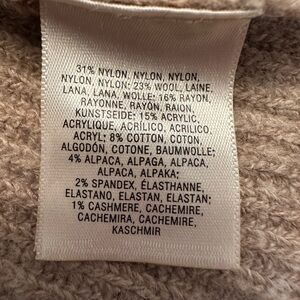 31% NYLON, NYLON, NYLON,
NYLON, NYLON; 23% WOOL, LAINE,
LANA, LANA, WOLLE; 16% RAYON,
RAYONNE, RAYÓN, RAION,
KUNSTSEIDE; 15% ACRYLIC,
ACRYLIQUE, ACRÍLICO, ACRILICO,
ACRYL; 8% COTTON, COTON,
ALGODÓN, COTONE, BAUMWOLLE;
4% ALPACA, ALPAGA, ALPACA,
ALPACA, ALPAKA;
2% SPANDEX, ÉLASTHANNE,
ELASTANO, ELASTAN, ELASTAN;
1% CASHMERE, CACHEMIRE,
CACHEMIRA, CACHEMIRE,
KASCHMIR